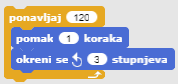 ponavljaj 120
pomak 1 koraka
okreni se 3 stupnjeva